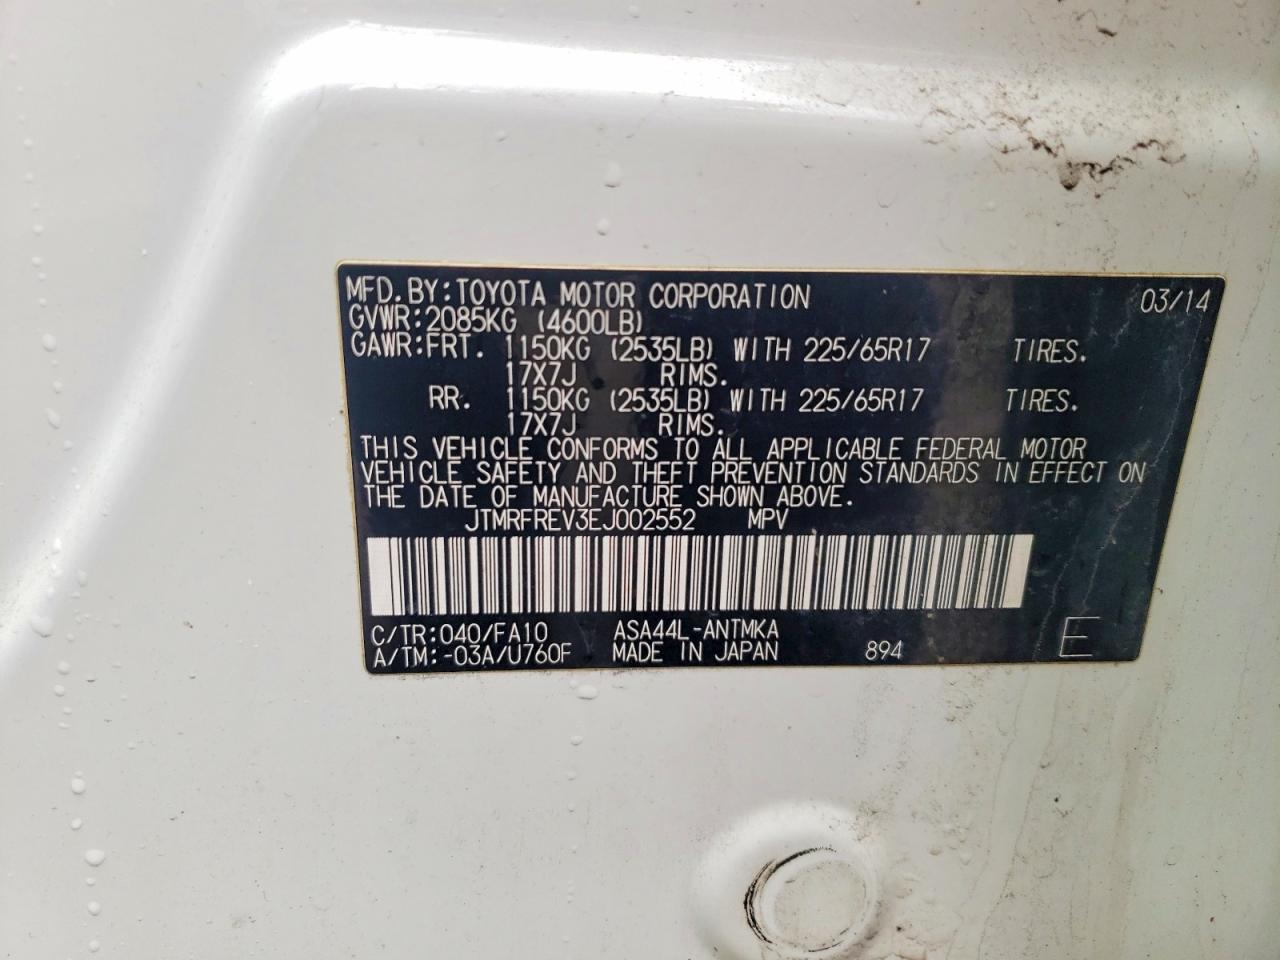 MFD.BY:TOYOTA MOTOR CORPORATION 03/14
GVWR:2085KG (4600LB)
GAWR:FRT. 1150KG (2535LB) WITH 225/65R17 TIRES.
17X7J RIMS.
RR. 1150KG (2535LB) WITH 225/65R17 TIRES.
17X7J RIMS.
THIS VEHICLE CONFORMS TO ALL APPLICABLE FEDERAL MOTOR
VEHICLE SAFETY AND THEFT PREVENTION STANDARDS IN EFFECT ON
THE DATE OF MANUFACTURE SHOWN ABOVE.
JTMRFREV3EJ002552 MPV
C/TR:040/FA10 ASA44L-ANTMKA
A/TM:-03A/U760F MADE IN JAPAN 894 E